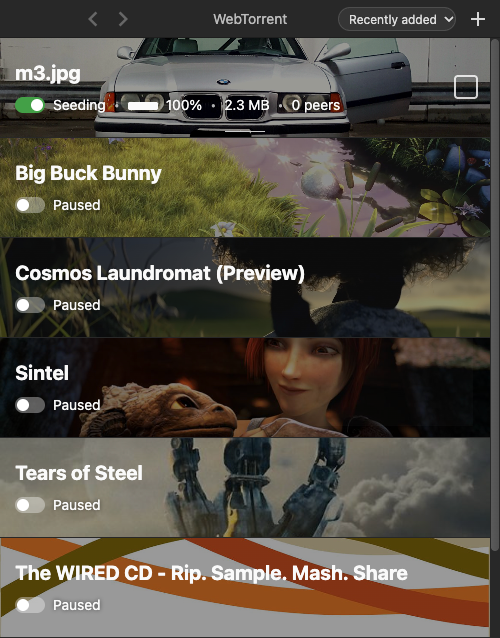 WebTorrent
Recently added
m3.jpg
Seeding · 100% · 2.3 MB · 0 peers
Big Buck Bunny
Paused
Cosmos Laundromat (Preview)
Paused
Sintel
Paused
Tears of Steel
Paused
The WIRED CD - Rip. Sample. Mash. Share
Paused